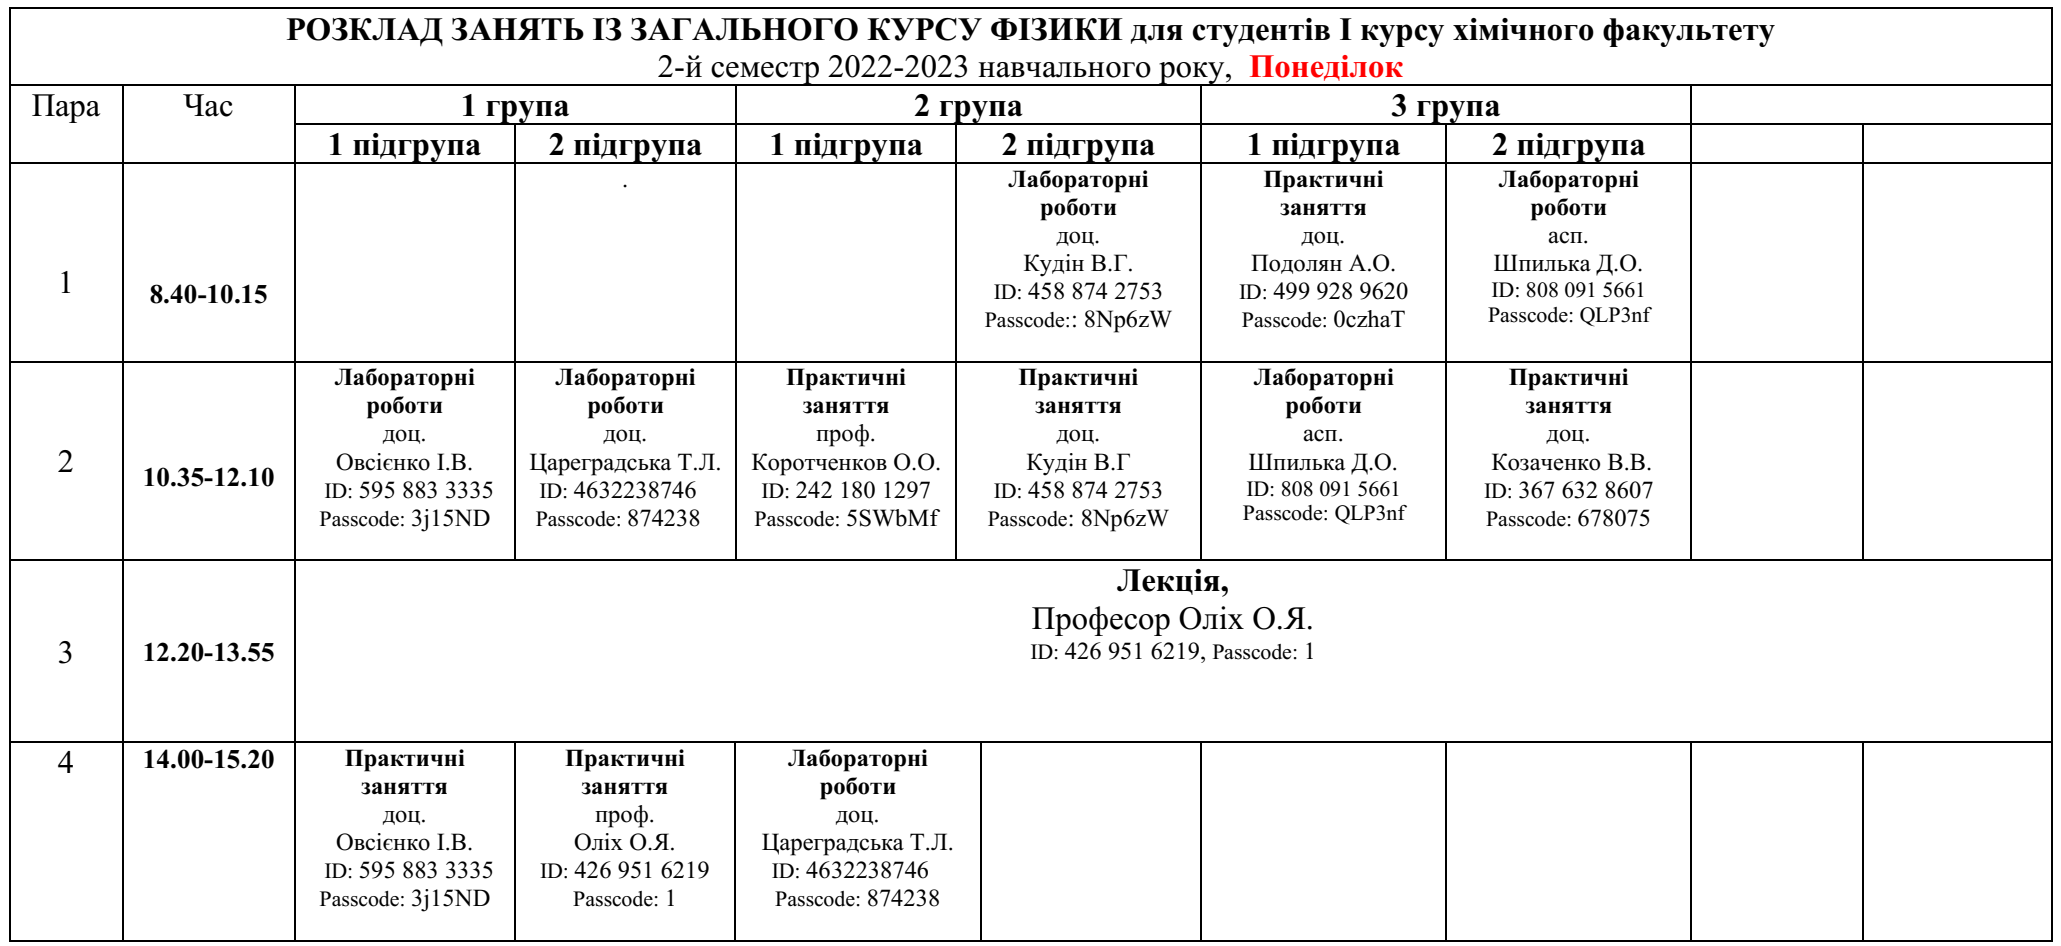 РОЗКЛАД ЗАНЯТЬ ІЗ ЗАГАЛЬНОГО КУРСУ ФІЗИКИ для студентів І курсу хімічного факультету
2-й семестр 2022-2023 навчального року, Понеділок
Пара
Час
1 група
2 група
3 група
1 підгрупа
2 підгрупа
1 підгрупа
2 підгрупа
1 підгрупа
2 підгрупа
1
8.40-10.15
.
Лабораторні
роботи
доц.
Кудін В.Г.
ID: 458 874 2753
Passcode:: 8Np6zW
Практичні
заняття
доц.
Подолян А.О.
ID: 499 928 9620
Passcode: 0czhaT
Лабораторні
роботи
асп.
Шпилька Д.О.
ID: 808 091 5661
Passcode: QLP3nf
2
10.35-12.10
Лабораторні
роботи
доц.
Овсієнко І.В.
ID: 595 883 3335
Passcode: 3j15ND
Лабораторні
роботи
доц.
Цареградська Т.Л.
ID: 4632238746
Passcode: 874238
Практичні
заняття
проф.
Коротченков О.О.
ID: 242 180 1297
Passcode: 5SWbMf
Практичні
заняття
доц.
Кудін В.Г
ID: 458 874 2753
Passcode: 8Np6zW
Лабораторні
роботи
асп.
Шпилька Д.О.
ID: 808 091 5661
Passcode: QLP3nf
Практичні
заняття
доц.
Козаченко В.В.
ID: 367 632 8607
Passcode: 678075
3
12.20-13.55
Лекція,
Професор Оліх О.Я.
ID: 426 951 6219, Passcode: 1
4
14.00-15.20
Практичні
заняття
доц.
Овсієнко І.В.
ID: 595 883 3335
Passcode: 3j15ND
Практичні
заняття
проф.
Оліх О.Я.
ID: 426 951 6219
Passcode: 1
Лабораторні
роботи
доц.
Цареградська Т.Л.
ID: 4632238746
Passcode: 874238